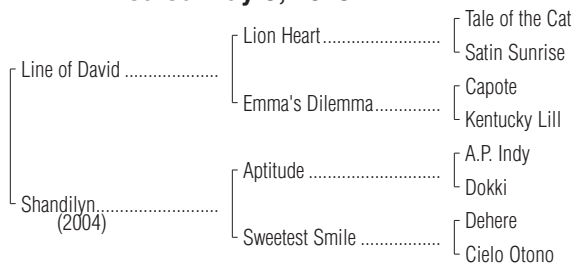 Tale of the Cat
Lion Heart..........................
Satin Sunrise
Line of David .....................
Capote
Emma's Dilemma...............
Kentucky Lill
A.P. Indy
Aptitude .............................
Dokki
Shandilyn...........................
(2004)
Dehere
Sweetest Smile ..................
Cielo Otono